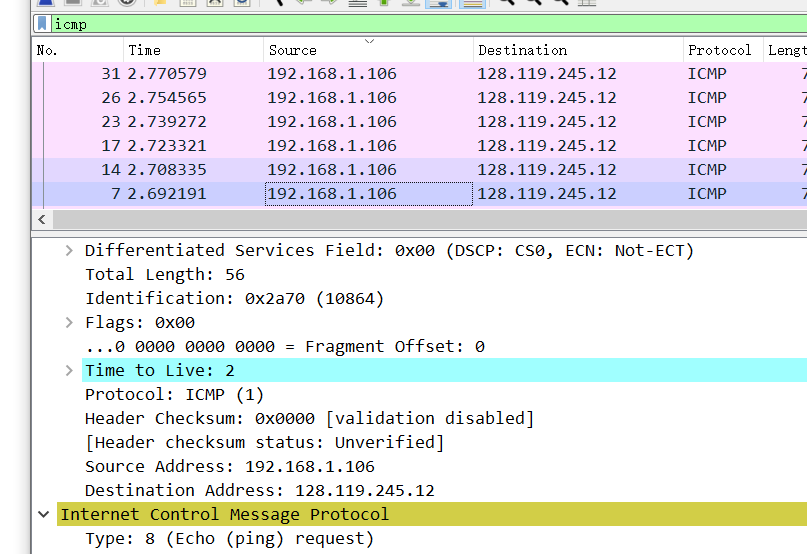 icmp
No. Time Source Destination Protocol Lengt
31 2.770579 192.168.1.106 128.119.245.12 ICMP 7
26 2.754565 192.168.1.106 128.119.245.12 ICMP 7
23 2.739272 192.168.1.106 128.119.245.12 ICMP 7
17 2.723321 192.168.1.106 128.119.245.12 ICMP 7
14 2.708335 192.168.1.106 128.119.245.12 ICMP 7
7 2.692191 192.168.1.106 128.119.245.12 ICMP 7
Differentiated Services Field: 0x00 (DSCP: CS0, ECN: Not-ECT)
Total Length: 56
Identification: 0x2a70 (10864)
Flags: 0x00
...0 0000 0000 0000 = Fragment Offset: 0
Time to Live: 2
Protocol: ICMP (1)
Header Checksum: 0x0000 [validation disabled]
[Header checksum status: Unverified]
Source Address: 192.168.1.106
Destination Address: 128.119.245.12
Internet Control Message Protocol
Type: 8 (Echo (ping) request)